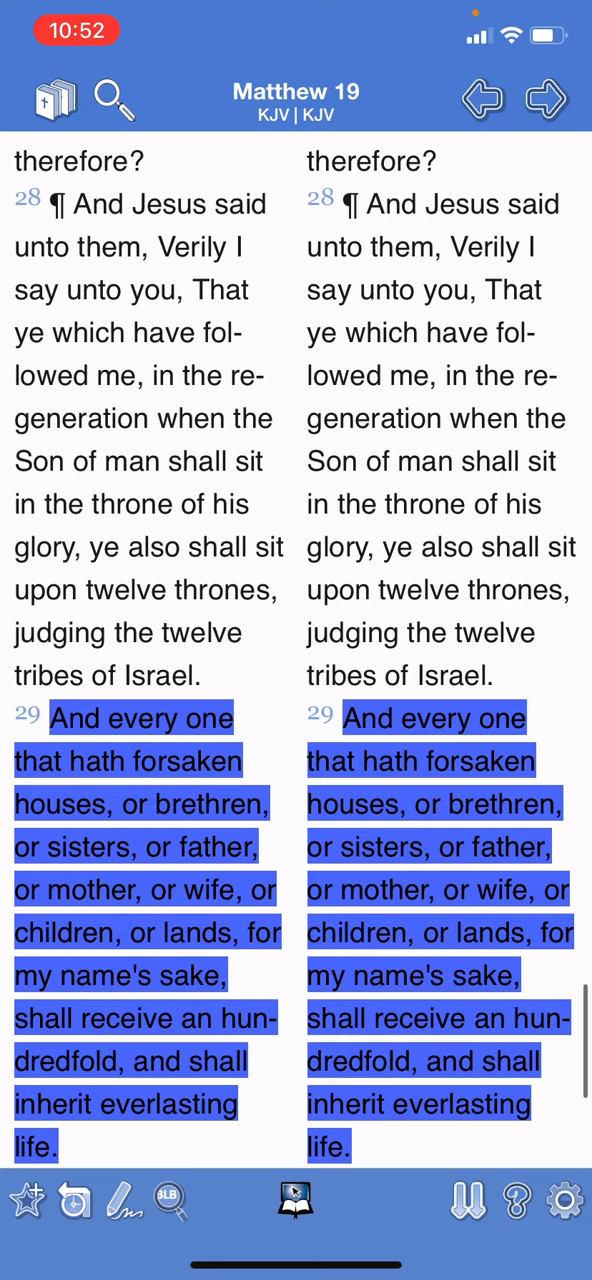 10:52
Matthew 19
KJV | KJV
therefore?
28 ¶ And Jesus said
unto them, Verily I
say unto you, That
ye which have fol-
lowed me, in the re-
generation when the
Son of man shall sit
in the throne of his
glory, ye also shall sit
upon twelve thrones,
judging the twelve
tribes of Israel.
29 And every one
that hath forsaken
houses, or brethren,
or sisters, or father,
or mother, or wife, or
children, or lands, for
my name's sake,
shall receive an hun-
dredfold, and shall
inherit everlasting
life.
therefore?
28 ¶ And Jesus said
unto them, Verily I
say unto you, That
ye which have fol-
lowed me, in the re-
generation when the
Son of man shall sit
in the throne of his
glory, ye also shall sit
upon twelve thrones,
judging the twelve
tribes of Israel.
29 And every one
that hath forsaken
houses, or brethren,
or sisters, or father,
or mother, or wife, or
children, or lands, for
my name's sake,
shall receive an hun-
dredfold, and shall
inherit everlasting
life.
BLB